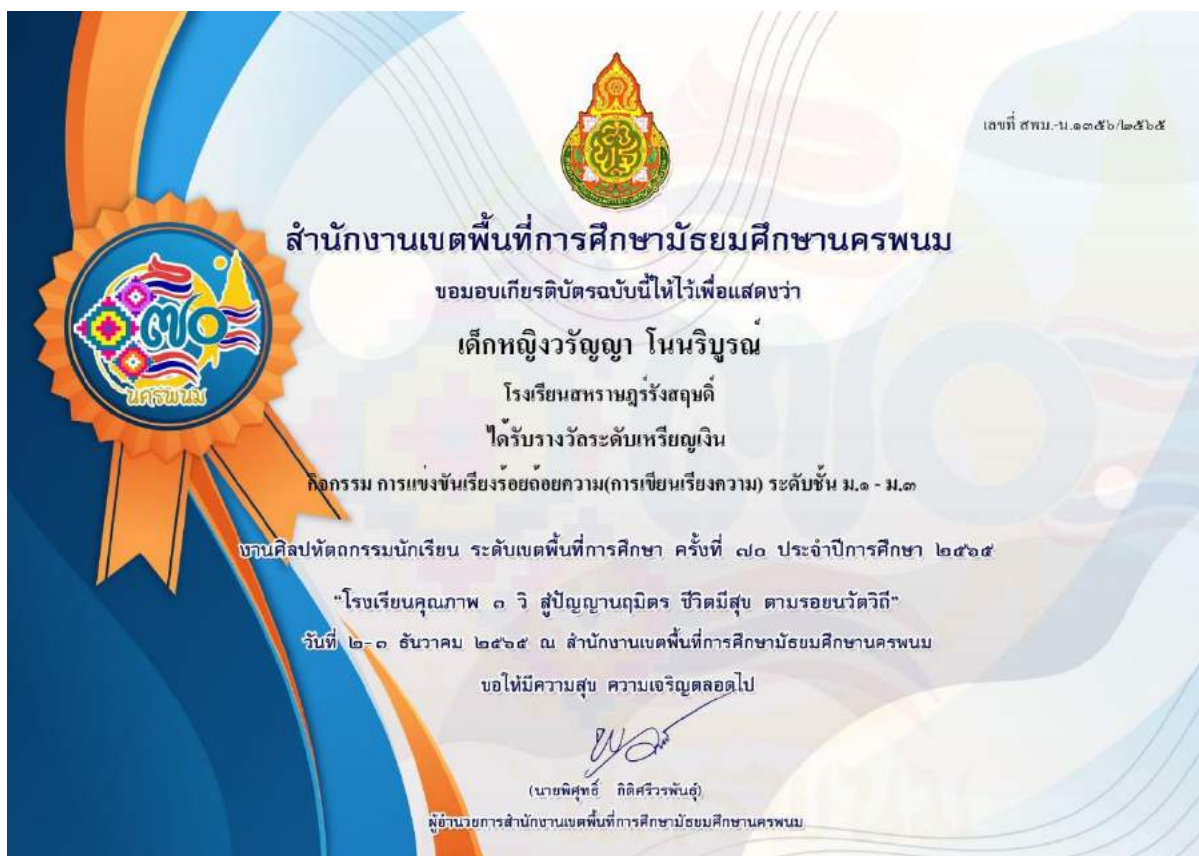 เลขที่ สพม.-น.๑๓๕๖/๒๕๖๕
สำนักงานเขตพื้นที่การศึกษามัธยมศึกษานครพนม
ขอมอบเกียรติบัตรฉบับนี้ให้ไว้เพื่อแสดงว่า
เด็กหญิงวรัญญา โนนริบูรณ์
โรงเรียนสหราษฎร์รังสฤษดิ์
ได้รับรางวัลระดับเหรียญเงิน
กิจกรรม การแข่งขันเรียงร้อยถ้อยความ(การเขียนเรียงความ) ระดับชั้น ม.๑ - ม.๓
งานศิลปหัตถกรรมนักเรียน ระดับเขตพื้นที่การศึกษา ครั้งที่ ๗๐ ประจำปีการศึกษา ๒๕๖๕
"โรงเรียนคุณภาพ ๓ วิ สู่ปัญญานฤมิตร ชีวิตมีสุข ตามรอยนวัตวิถี"
วันที่ ๒-๓ ธันวาคม ๒๕๖๕ ณ สำนักงานเขตพื้นที่การศึกษามัธยมศึกษานครพนม
ขอให้มีความสุข ความเจริญตลอดไป
(นายพิศุทธิ์ กิติศรีวรพันธุ์)
ผู้อำนวยการสำนักงานเขตพื้นที่การศึกษามัธยมศึกษานครพนม
๗๐
นครพนม